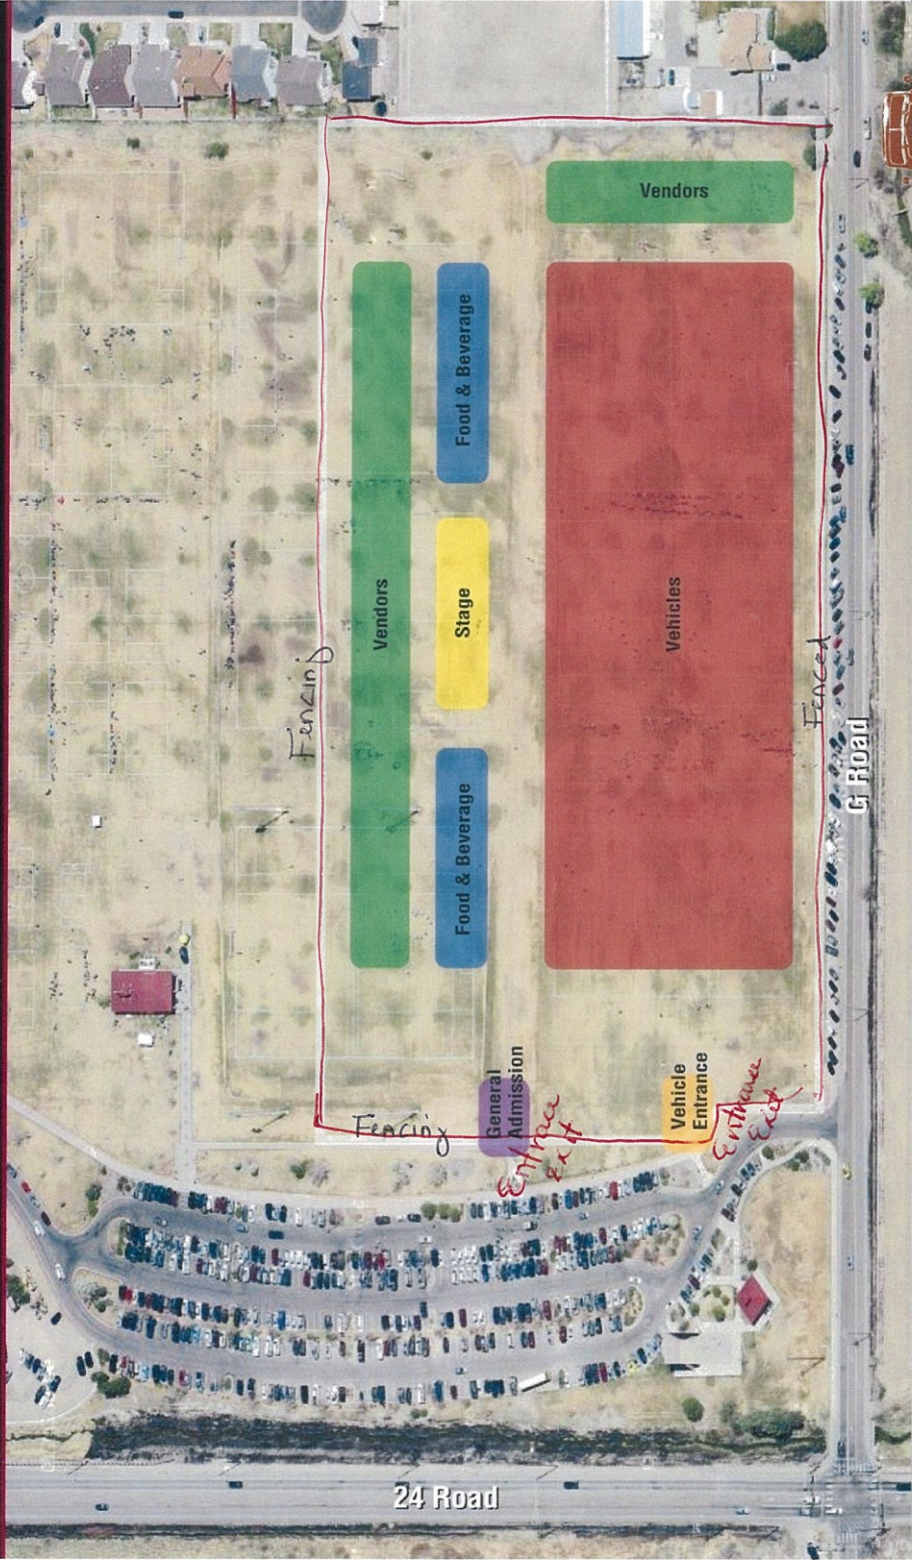 Vendors
Food & Beverage
Vendors
Stage
Vehicles
Fencing
Fenced
G Road
Food & Beverage
General
Admission
Vehicle
Entrance
Fencing
Entrance
Exit
Entrance
Exit
24 Road